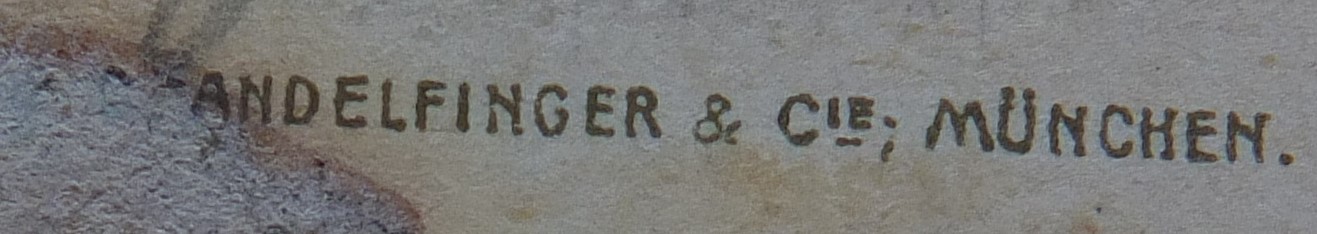 ANDELFINGER & CIE; MÜNCHEN.